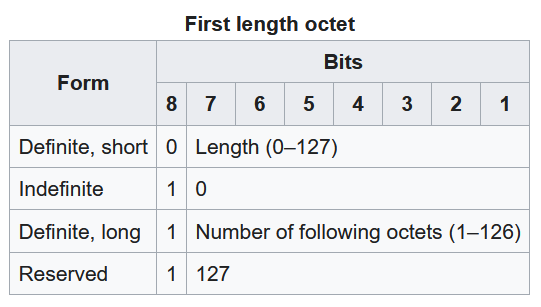 First length octet
Form
Bits
8 7 6 5 4 3 2 1
Definite, short 0 Length (0–127)
Indefinite 1 0
Definite, long 1 Number of following octets (1–126)
Reserved 1 127